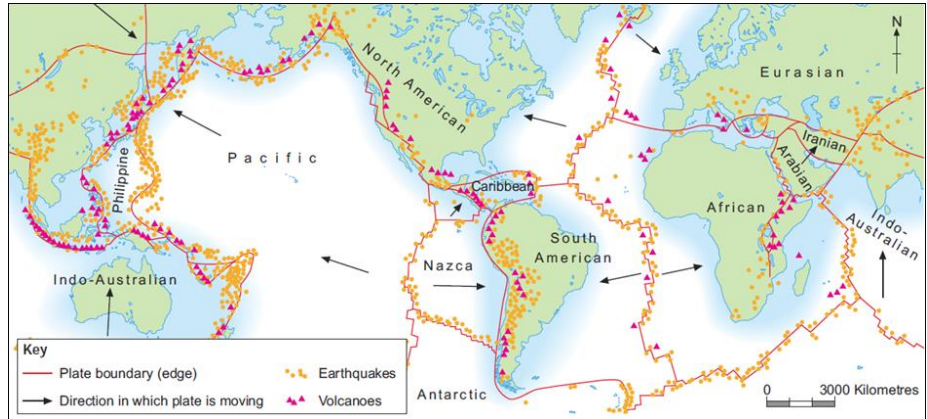 N
North
American
Eurasian
Iranian
Arabian
Philippine
Pacific
Caribbean
African
Indo-
Australian
South
American
Nazca
Indo-Australian
Antarctic
Key
Plate boundary (edge)
Earthquakes
Direction in which plate is moving
Volcanoes
0 3000 Kilometres